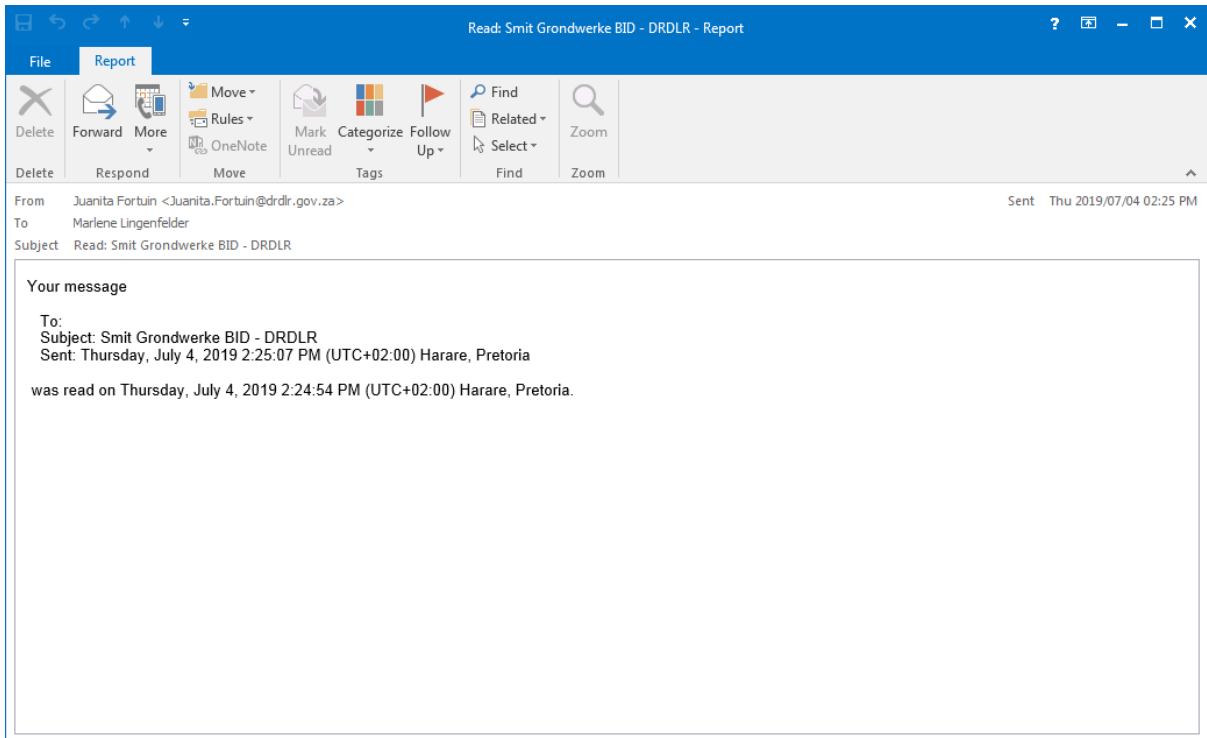 Read: Smit Grondwerke BID - DRDLR - Report
?
File Report
Delete
Forward
More
Move
Rules
OneNote
Mark Unread
Categorize
Follow Up
Find
Related
Select
Zoom
Delete Respond Move Tags Find Zoom
From Juanita Fortuin <Juanita.Fortuin@drdlr.gov.za> Sent Thu 2019/07/04 02:25 PM
To Marlene Lingenfelder
Subject Read: Smit Grondwerke BID - DRDLR
Your message
To:
Subject: Smit Grondwerke BID - DRDLR
Sent: Thursday, July 4, 2019 2:25:07 PM (UTC+02:00) Harare, Pretoria
was read on Thursday, July 4, 2019 2:24:54 PM (UTC+02:00) Harare, Pretoria.